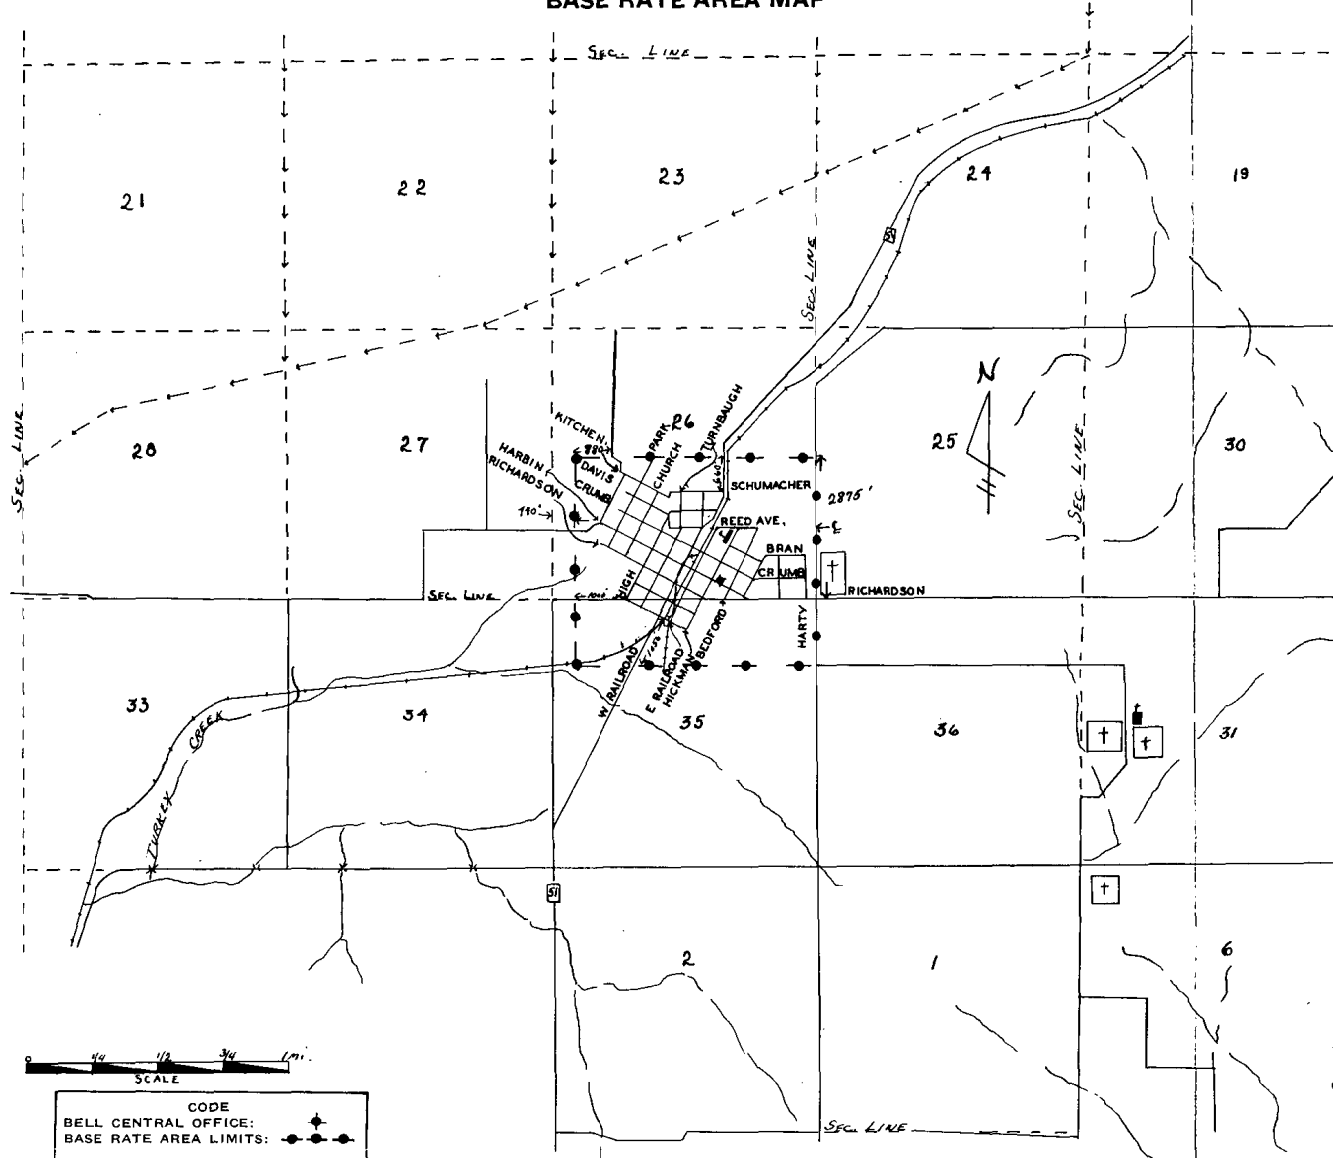 BASE RATE AREA MAP
SEC. LINE
21
22
23
24
19
SEC. LINE
SEC. LINE
28
27
26
25
30
N
SEC. LINE
KITCHEN
HARBIN
RICHARDSON
880'
DAVIS
CRUMB
PARK
CHURCH
TURNBAUGH
660'
SCHUMACHER
2875'
REED AVE.
BRAN
CRUMB
RICHARDSON
SEC. LINE
HIGH
BEDFORD
HARTY
W RAILROAD
E RAILROAD
HICKMAN
33
34
35
36
31
TURKEY CREEK
51
2
1
6
SEC. LINE
0 1/4 1/2 3/4 1 MI.
SCALE
CODE
BELL CENTRAL OFFICE:
BASE RATE AREA LIMITS: